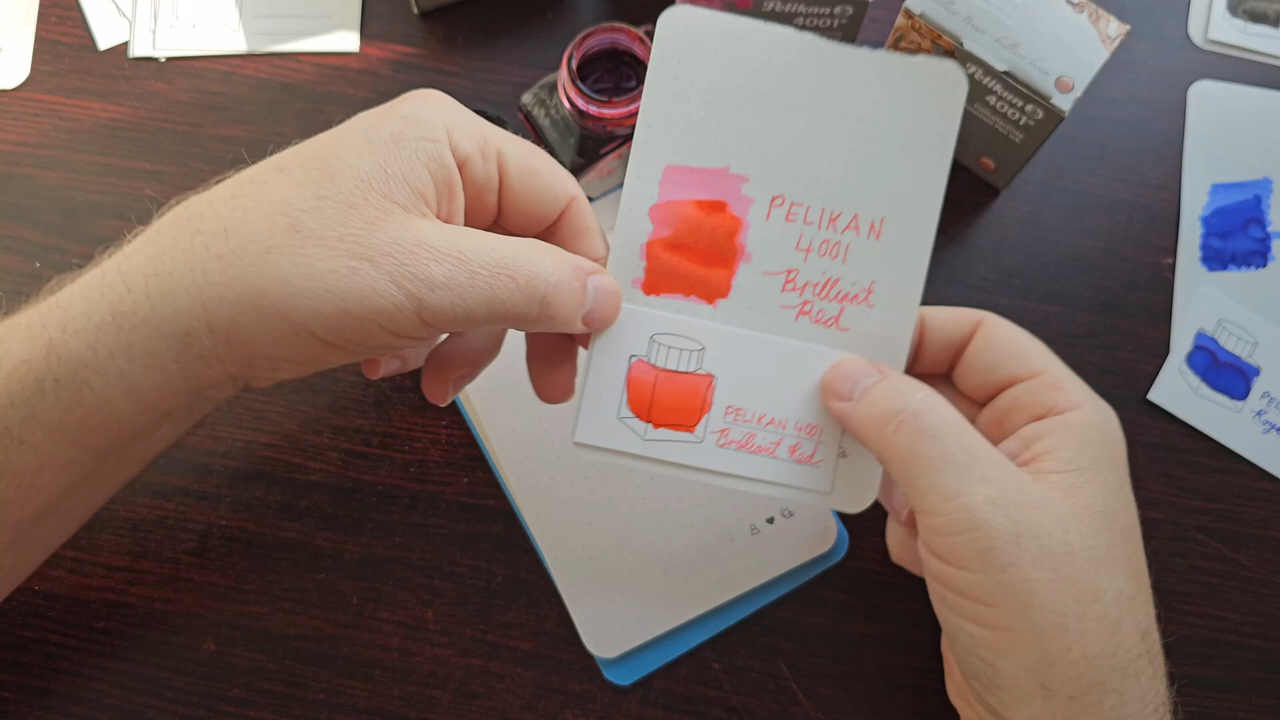 Pelikan
4001
Pelikan
4001
PELIKAN
4001
Brilliant
Red
PELIKAN 4001
Brilliant Red